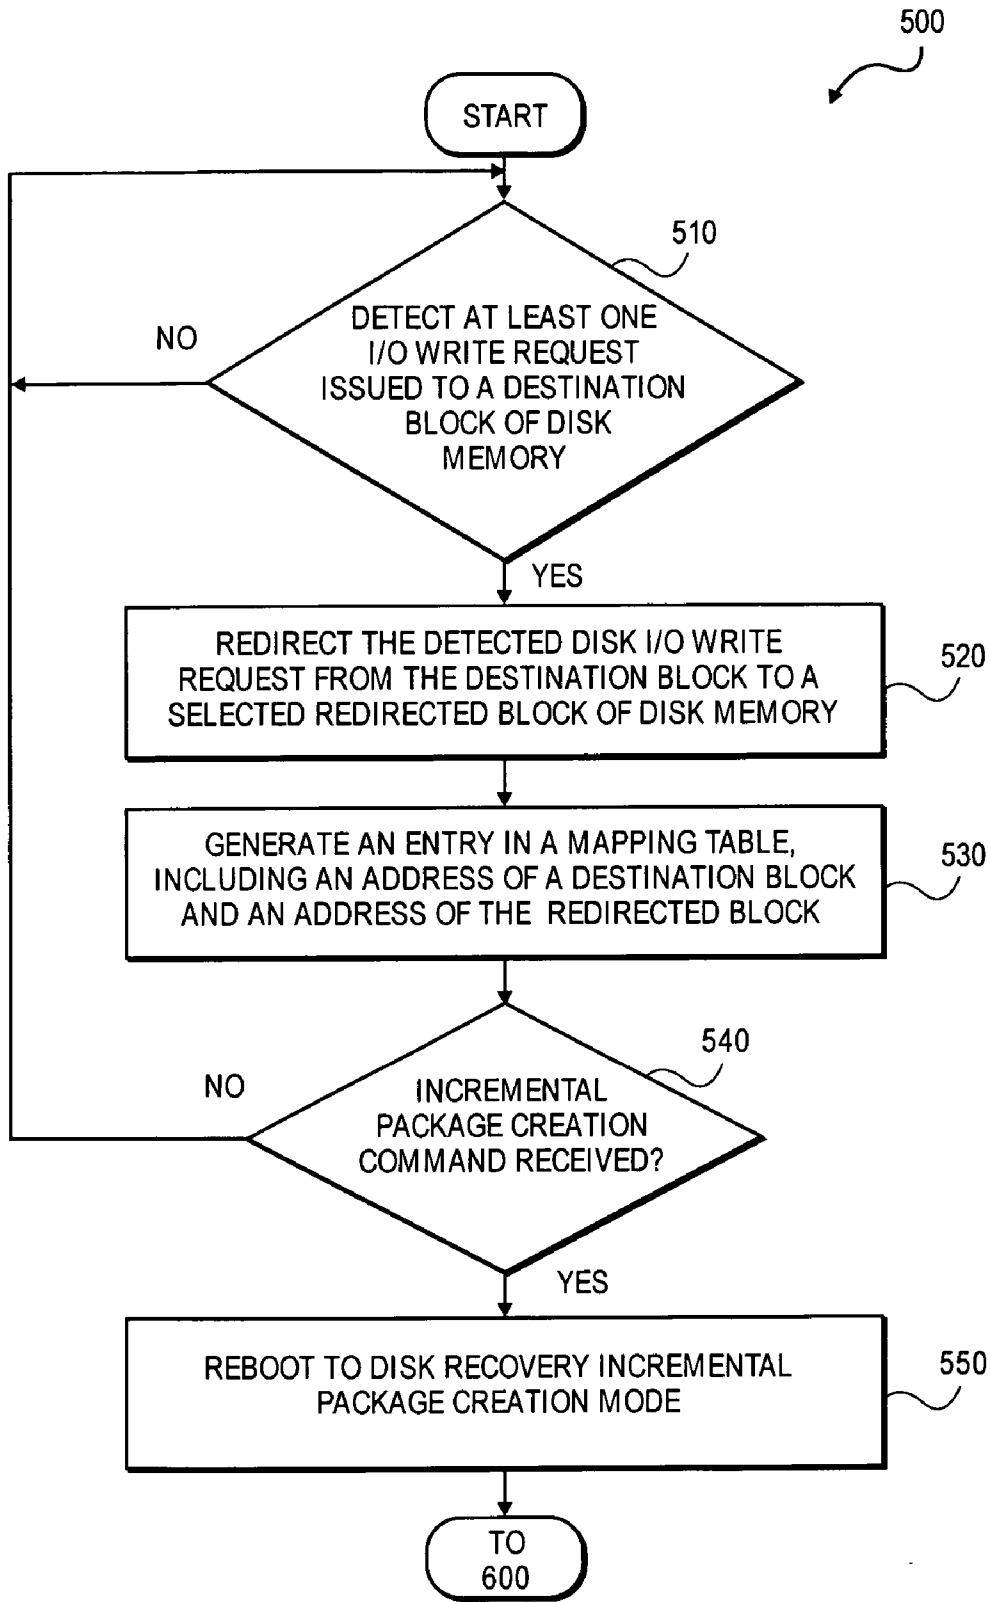 500
START
510
DETECT AT LEAST ONE
I/O WRITE REQUEST
ISSUED TO A DESTINATION
BLOCK OF DISK
MEMORY
NO
YES
REDIRECT THE DETECTED DISK I/O WRITE
REQUEST FROM THE DESTINATION BLOCK TO A
SELECTED REDIRECTED BLOCK OF DISK MEMORY
520
GENERATE AN ENTRY IN A MAPPING TABLE,
INCLUDING AN ADDRESS OF A DESTINATION BLOCK
AND AN ADDRESS OF THE REDIRECTED BLOCK
530
540
NO
INCREMENTAL
PACKAGE CREATION
COMMAND RECEIVED?
YES
REBOOT TO DISK RECOVERY INCREMENTAL
PACKAGE CREATION MODE
550
TO
600